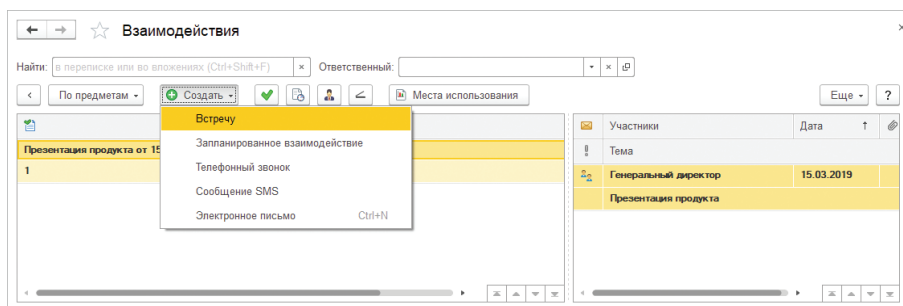 Взаимодействия
Найти: в переписке или во вложениях (Ctrl+Shift+F) × Ответственный:
По предметам Создать Места использования Еще ?
Встречу
Запланированное взаимодействие
Телефонный звонок
Сообщение SMS
Электронное письмо Ctrl+N
Презентация продукта от 15
1
Участники Дата ↑
Тема
Генеральный директор 15.03.2019
Презентация продукта